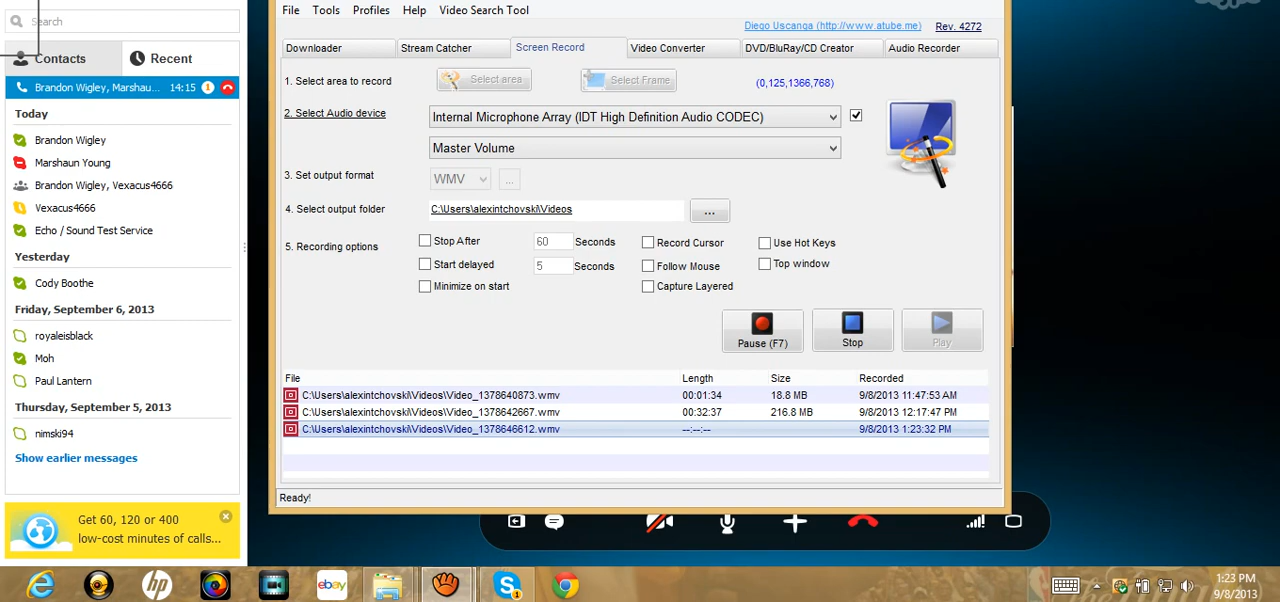 Search
Contacts
Recent
Brandon Wigley, Marshau... 14:15 1
Today
Brandon Wigley
Marshaun Young
Brandon Wigley, Vexacus4666
Vexacus4666
Echo / Sound Test Service
Yesterday
Cody Boothe
Friday, September 6, 2013
royaleisblack
Moh
Paul Lantern
Thursday, September 5, 2013
nimski94
Show earlier messages
Get 60, 120 or 400
low-cost minutes of calls...
File Tools Profiles Help Video Search Tool
Diego Uscanga (http://www.atube.me) Rev. 4272
Downloader Stream Catcher Screen Record Video Converter DVD/BluRay/CD Creator Audio Recorder
1. Select area to record Select area Select Frame (0,125,1366,768)
2. Select Audio device Internal Microphone Array (IDT High Definition Audio CODEC)
Master Volume
3. Set output format WMV ...
4. Select output folder C:\Users\alexintchovski\Videos ...
5. Recording options
Stop After 60 Seconds Record Cursor Use Hot Keys
Start delayed 5 Seconds Follow Mouse Top window
Minimize on start Capture Layered
Pause (F7) Stop Play
File Length Size Recorded
C:\Users\alexintchovski\Videos\Video_1378640873.wmv 00:01:34 18.8 MB 9/8/2013 11:47:53 AM
C:\Users\alexintchovski\Videos\Video_1378642667.wmv 00:32:37 216.8 MB 9/8/2013 12:17:47 PM
C:\Users\alexintchovski\Videos\Video_1378646612.wmv --:--:-- 9/8/2013 1:23:32 PM
Ready!
hp
ebay
S 1
1:23 PM
9/8/2013